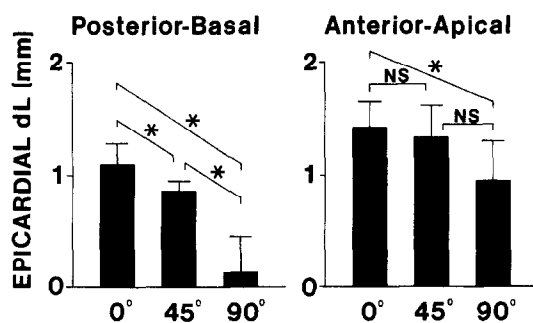 Posterior-Basal Anterior-Apical
EPICARDIAL dL (mm)
2 2
* NS
* * NS
1 1
*
0 0
0° 45° 90° 0° 45° 90°